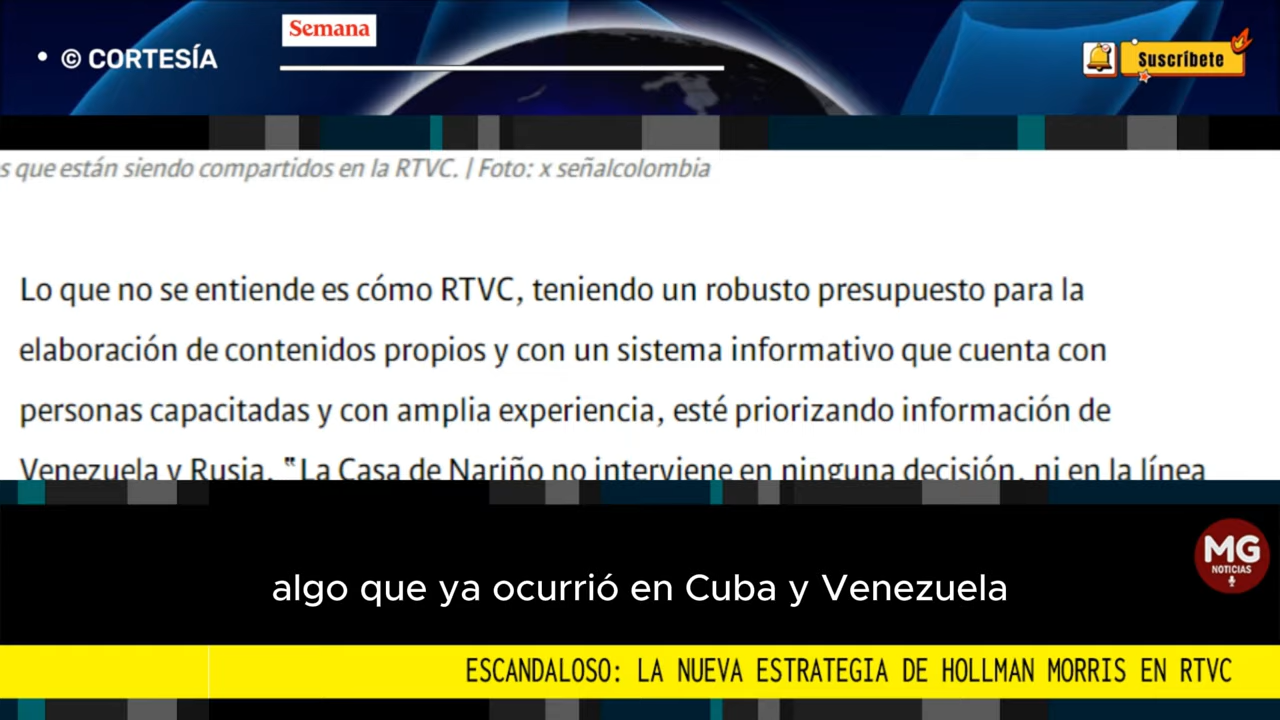 • © CORTESÍA
Semana
Suscríbete
s que están siendo compartidos en la RTVC. | Foto: x señalcolombia
Lo que no se entiende es cómo RTVC, teniendo un robusto presupuesto para la
elaboración de contenidos propios y con un sistema informativo que cuenta con
personas capacitadas y con amplia experiencia, esté priorizando información de
Venezuela y Rusia. "La Casa de Nariño no interviene en ninguna decisión, ni en la línea
MG
NOTICIAS
algo que ya ocurrió en Cuba y Venezuela
ESCANDALOSO: LA NUEVA ESTRATEGIA DE HOLLMAN MORRIS EN RTVC